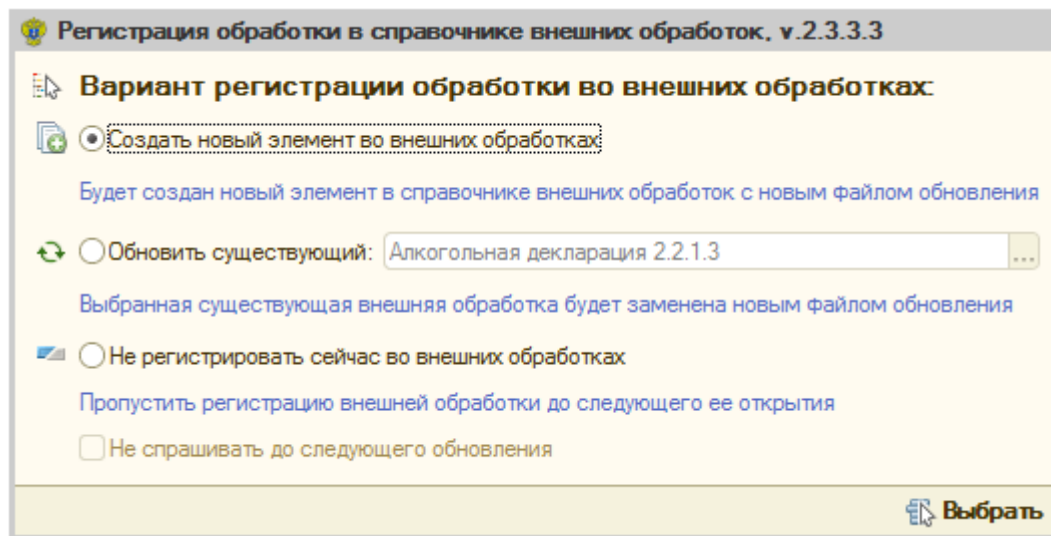 Регистрация обработки в справочнике внешних обработок, v.2.3.3.3
Вариант регистрации обработки во внешних обработках:
Создать новый элемент во внешних обработках
Будет создан новый элемент в справочнике внешних обработок с новым файлом обновления
Обновить существующий: Алкогольная декларация 2.2.1.3 ...
Выбранная существующая внешняя обработка будет заменена новым файлом обновления
Не регистрировать сейчас во внешних обработках
Пропустить регистрацию внешней обработки до следующего ее открытия
Не спрашивать до следующего обновления
Выбрать